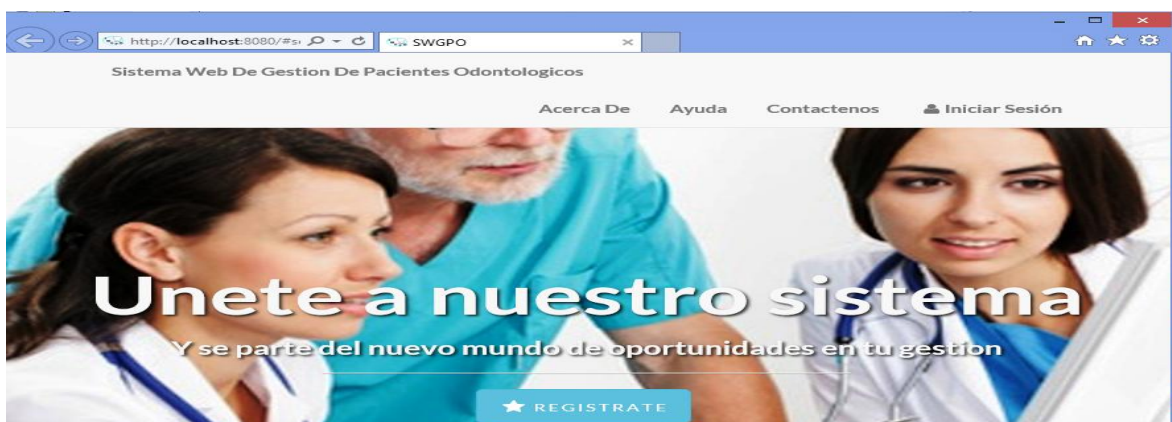 http://localhost:8080/#s
SWGPO
Sistema Web De Gestion De Pacientes Odontologicos
Acerca De Ayuda Contactenos Iniciar Sesión
Unete a nuestro sistema
Y se parte del nuevo mundo de oportunidades en tu gestion
REGISTRATE